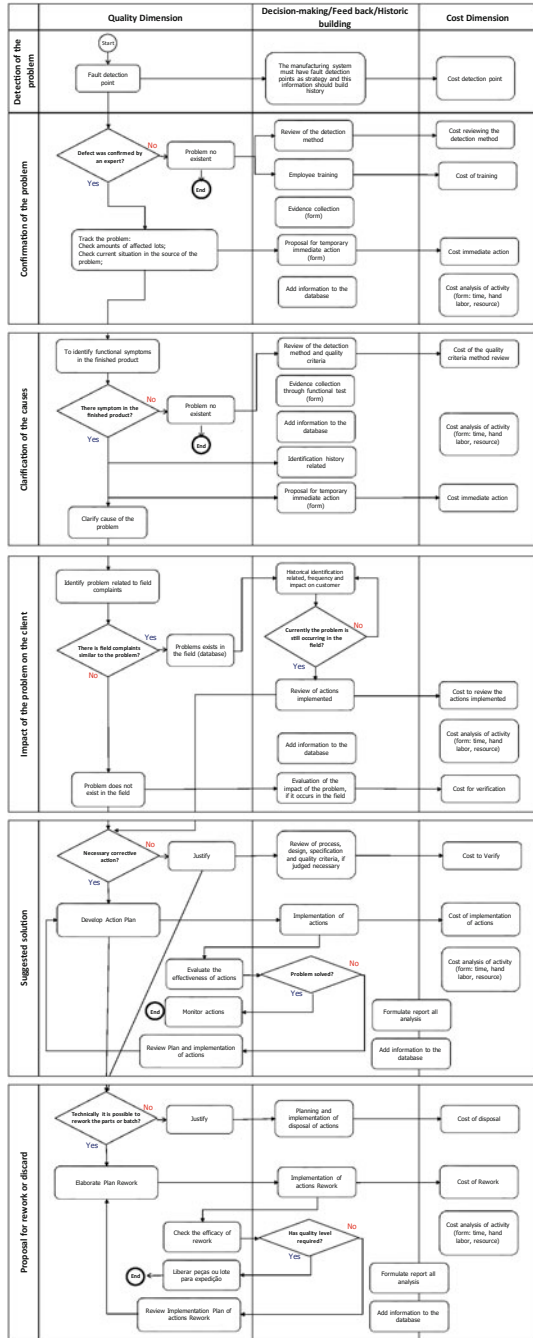 Quality Dimension
Decision-making/Feed back/Historic
building
Cost Dimension
Detection of the
problem
Start
Fault detection
point
The manufacturing system
must have fault detection
points as strategy and this
information should build
history
Cost detection point
Confirmation of the problem
Defect was confirmed by
an expert?
No
Yes
Problem no
existent
End
Review of the detection
method
Cost reviewing the
detection method
Employee training
Cost of training
Evidence collection
(form)
Track the problem:
Check amounts of affected lots;
Check current situation in the source of the
problem;
Proposal for temporary
immediate action
(form)
Cost immediate action
Add information to the
database
Cost analysis of activity
(form: time, hand
labor, resource)
Clarification of the causes
To identify functional symptoms
in the finished product
Review of the detection
method and quality
criteria
Cost of the quality
criteria method review
There symptom in the
finished product?
No
Yes
Problem no
existent
End
Evidence collection
through functional test
(form)
Add information to the
database
Cost analysis of activity
(form: time, hand
labor, resource)
Identification history
related
Proposal for temporary
immediate action
(form)
Cost immediate action
Clarify cause of the
problem
Impact of the problem on the client
Identify problem related to field
complaints
Historical identification
related, frequency and
impact on customer
There is field complaints
similar to the problem?
Yes
No
Problems exists in
the field (database)
Currently the problem is
still occurring in the
field?
No
Yes
Review of actions
implemented
Cost to review the
actions implemented
Add information to the
database
Cost analysis of activity
(form: time, hand
labor, resource)
Problem does not
exist in the field
Evaluation of the
impact of the problem,
if it occurs in the field
Cost for verification
Suggested solution
Necessary corrective
action?
No
Yes
Justify
Review of process,
design, specification
and quality criteria, if
judged necessary
Cost to Verify
Develop Action Plan
Implementation of
actions
Cost of implementation
of actions
Evaluate the
effectiveness of actions
Problem solved?
No
Yes
Cost analysis of activity
(form: time, hand
labor, resource)
End
Monitor actions
Formulate report all
analysis
Review Plan and implementation
of actions
Add information to the
database
Proposal for rework or discard
Technically it is possible to
rework the parts or batch?
No
Yes
Justify
Planning and
implementation of
disposal of actions
Cost of disposal
Elaborate Plan Rework
Implementation of
actions Rework
Cost of Rework
Check the efficacy of
rework
Has quality level
required?
No
Yes
Cost analysis of activity
(form: time, hand
labor, resource)
End
Liberar peças ou lote
para expedição
Formulate report all
analysis
Review Implementation Plan of
actions Rework
Add information to the
database